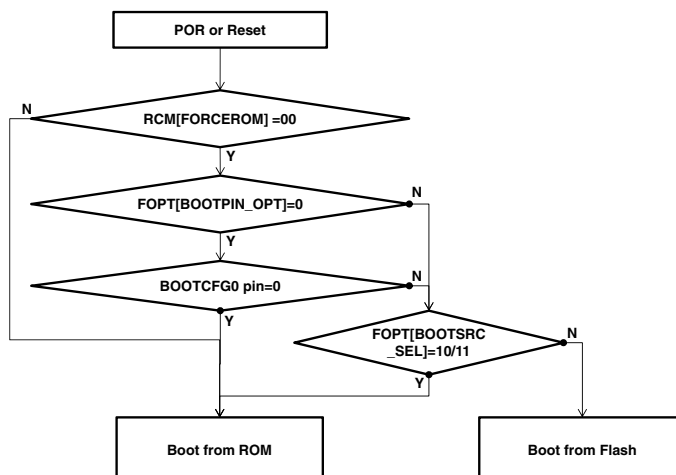 POR or Reset
N
RCM[FORCEROM] =00
Y
N
FOPT[BOOTPIN_OPT]=0
Y
N
BOOTCFG0 pin=0
Y
FOPT[BOOTSRC
_SEL]=10/11
N
Y
Boot from ROM
Boot from Flash